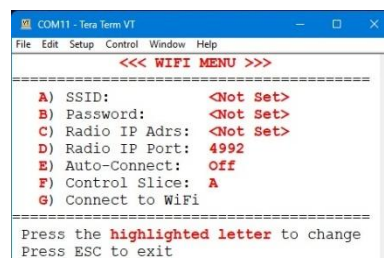 COM11 - Tera Term VT
File Edit Setup Control Window Help
<<< WIFI MENU >>>
========================================
A) SSID: <Not Set>
B) Password: <Not Set>
C) Radio IP Adrs: <Not Set>
D) Radio IP Port: 4992
E) Auto-Connect: Off
F) Control Slice: A
G) Connect to WiFi
========================================
Press the highlighted letter to change
Press ESC to exit